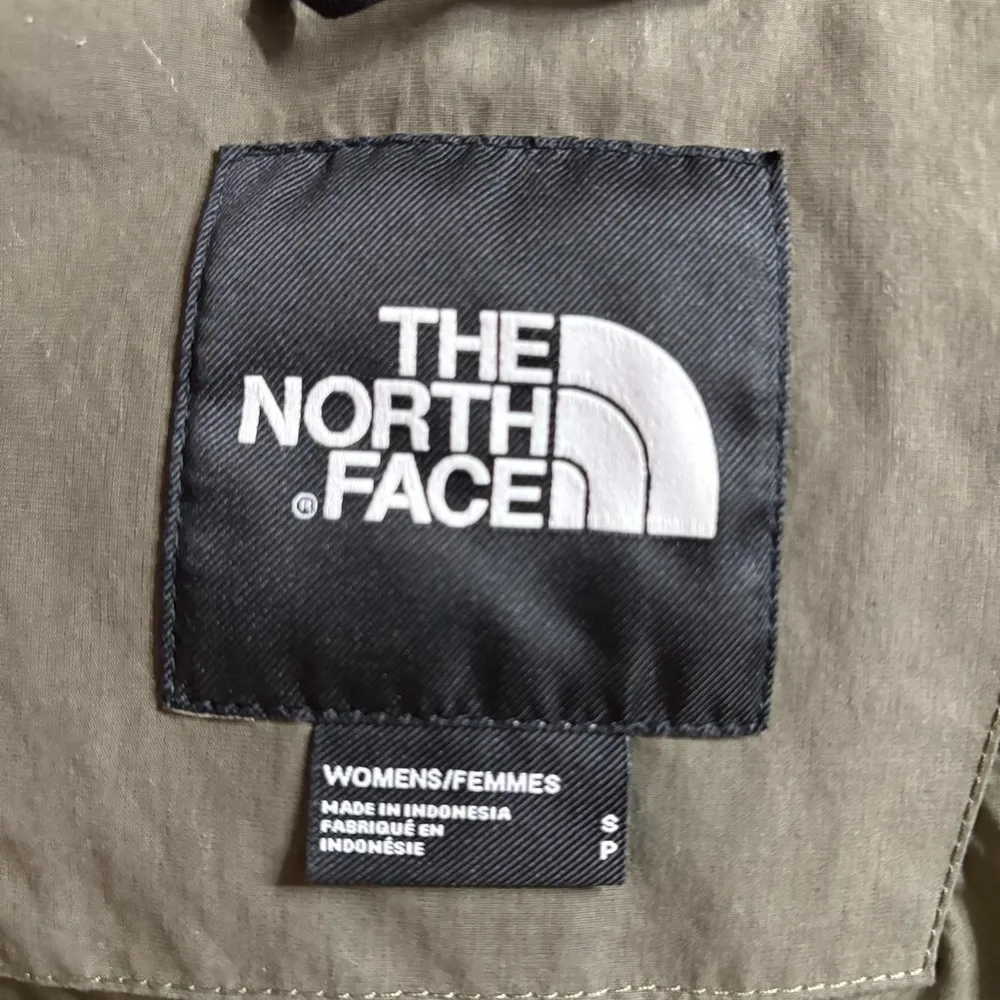 THE
NORTH
FACE
®
WOMENS/FEMMES
MADE IN INDONESIA
FABRIQUÉ EN
INDONÉSIE
S
P